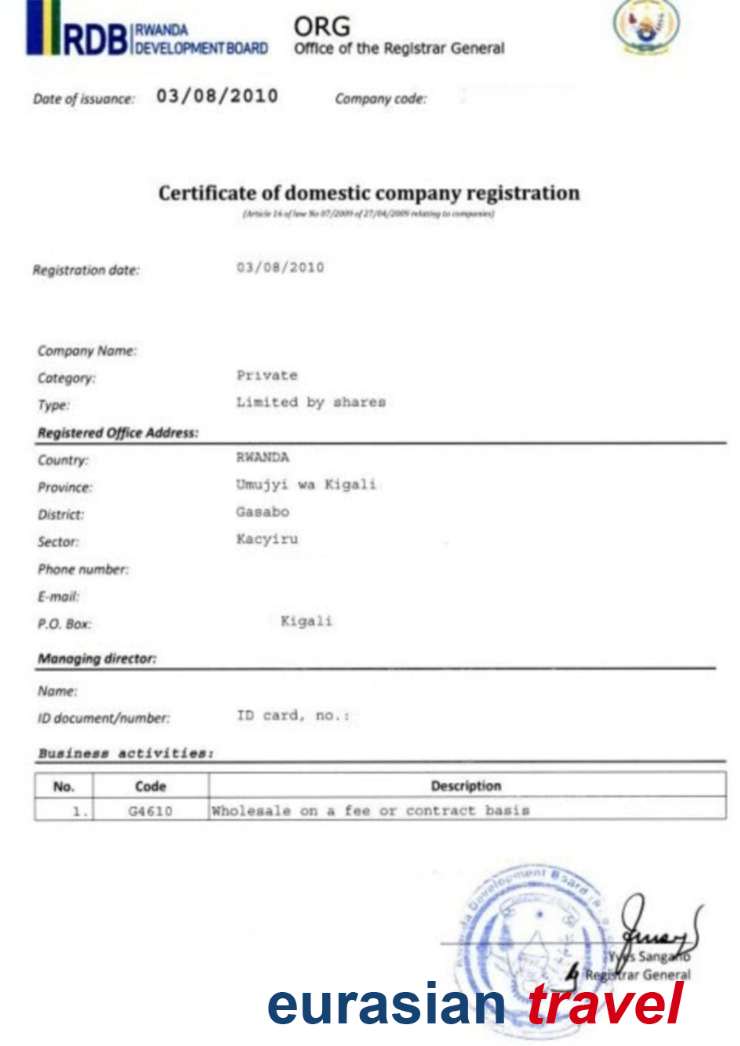 RDB RWANDA
DEVELOPMENT BOARD
ORG
Office of the Registrar General
Date of issuance: 03/08/2010 Company code:
Certificate of domestic company registration
(Article 16 of law No 07/2009 of 27/04/2009 relating to companies)
Registration date: 03/08/2010
Company Name:
Category: Private
Type: Limited by shares
Registered Office Address:
Country: RWANDA
Province: Umujyi wa Kigali
District: Gasabo
Sector: Kacyiru
Phone number:
E-mail:
P.O. Box: Kigali
Managing director:
Name:
ID document/number: ID card, no.:
Business activities:
No. Code Description
1. G4610 Wholesale on a fee or contract basis
Development Board
Yves Sangano
Registrar General
eurasian travel